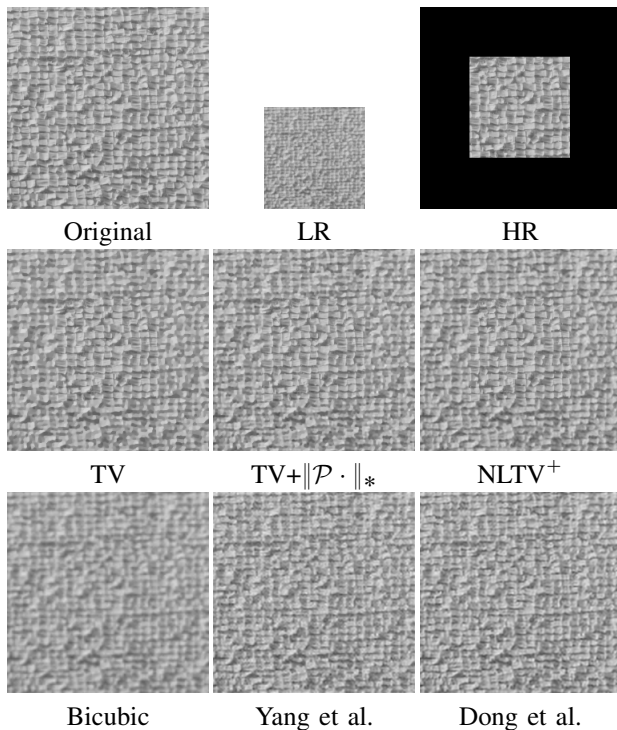 Original LR HR
TV TV+‖𝒫 · ‖∗ NLTV⁺
Bicubic Yang et al. Dong et al.